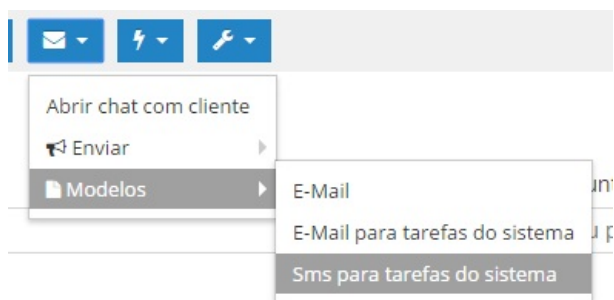 Abrir chat com cliente
Enviar
Modelos
E-Mail
E-Mail para tarefas do sistema
Sms para tarefas do sistema